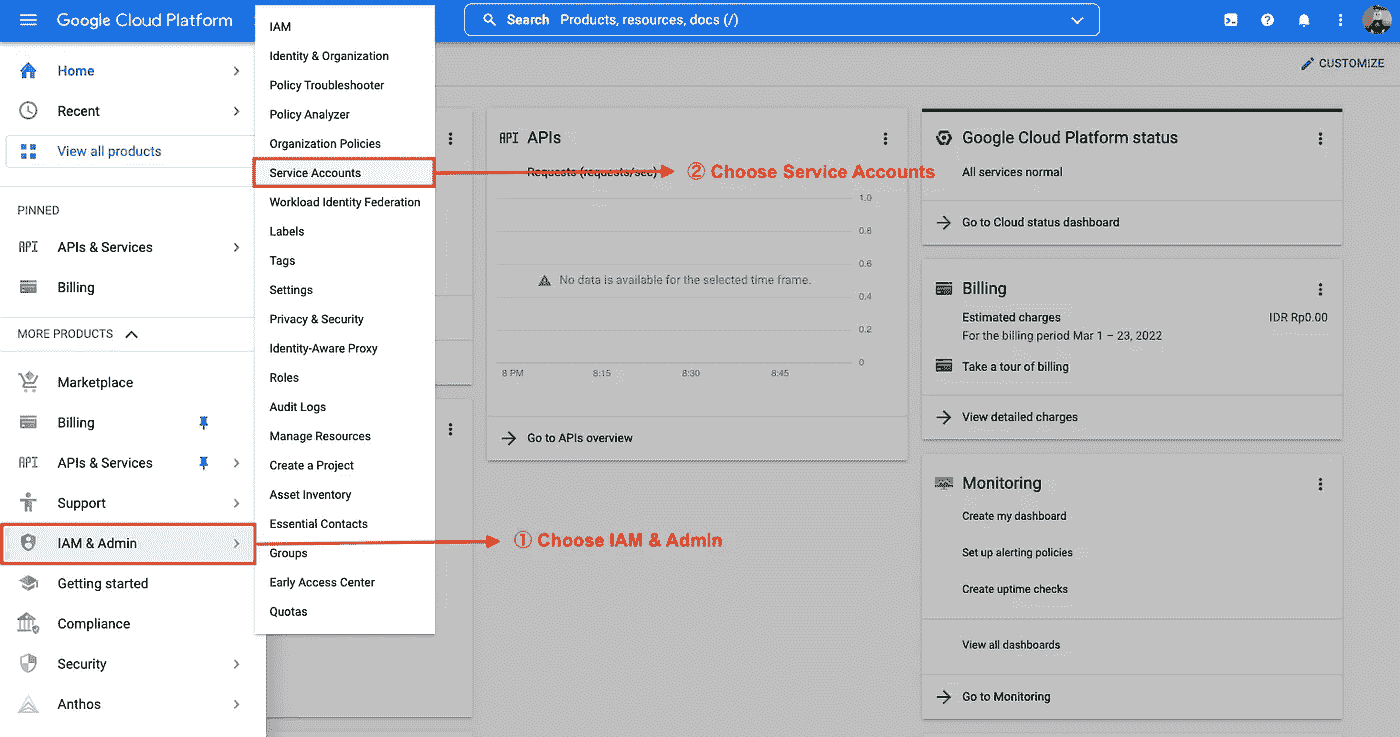 Google Cloud Platform
Search Products, resources, docs (/)
CUSTOMIZE
Home
Recent
View all products
PINNED
API APIs & Services
Billing
MORE PRODUCTS
Marketplace
Billing
API APIs & Services
Support
IAM & Admin
Getting started
Compliance
Security
Anthos
IAM
Identity & Organization
Policy Troubleshooter
Policy Analyzer
Organization Policies
Service Accounts
Workload Identity Federation
Labels
Tags
Settings
Privacy & Security
Identity-Aware Proxy
Roles
Audit Logs
Manage Resources
Create a Project
Asset Inventory
Essential Contacts
Groups
Early Access Center
Quotas
② Choose Service Accounts
① Choose IAM & Admin
API APIs
Requests (requests/sec)
1.0
0.8
0.6
No data is available for the selected time frame.
0.4
0.2
0
8 PM 8:15 8:30 8:45
Go to APIs overview
Google Cloud Platform status
All services normal
Go to Cloud status dashboard
Billing
Estimated charges IDR Rp0.00
For the billing period Mar 1 – 23, 2022
Take a tour of billing
View detailed charges
Monitoring
Create my dashboard
Set up alerting policies
Create uptime checks
View all dashboards
Go to Monitoring